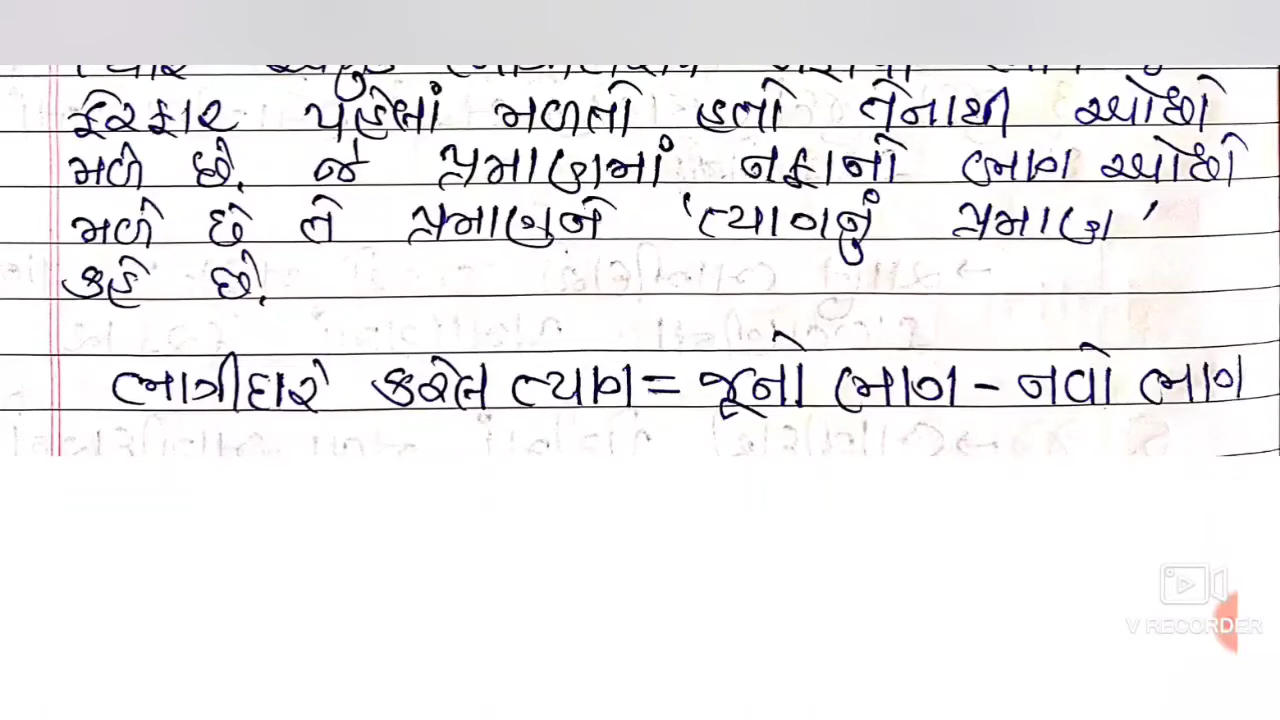 ફેરફાર પહેલાં મળતો હતો તેનાથી ઓછો
મળે છે. જે પ્રમાણમાં નફાનો ભાગ ઓછો
મળે છે તે પ્રમાણને 'ત્યાગનું પ્રમાણ'
કહે છે.
ભાગીદારે કરેલ ત્યાગ = જૂનો ભાગ - નવો ભાગ
V RECORDER